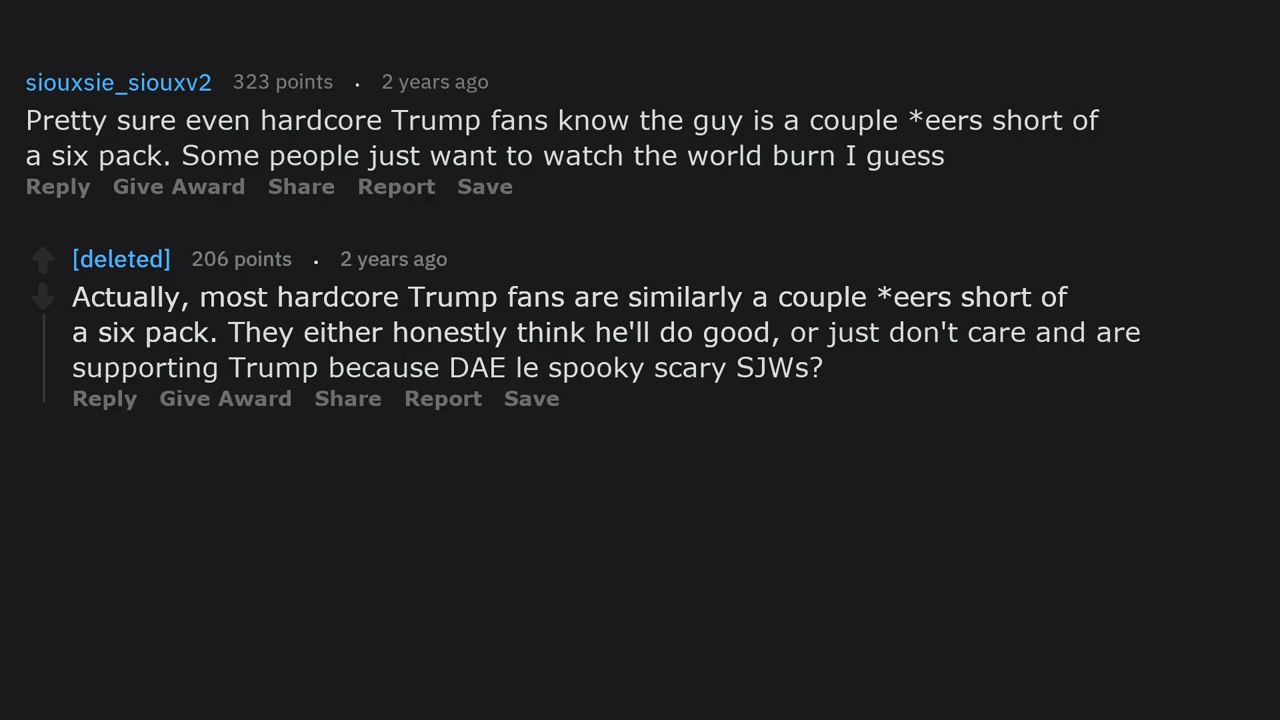 siouxsie_siouxv2 323 points . 2 years ago
Pretty sure even hardcore Trump fans know the guy is a couple *eers short of
a six pack. Some people just want to watch the world burn I guess
Reply Give Award Share Report Save
[deleted] 206 points . 2 years ago
Actually, most hardcore Trump fans are similarly a couple *eers short of
a six pack. They either honestly think he'll do good, or just don't care and are
supporting Trump because DAE le spooky scary SJWs?
Reply Give Award Share Report Save